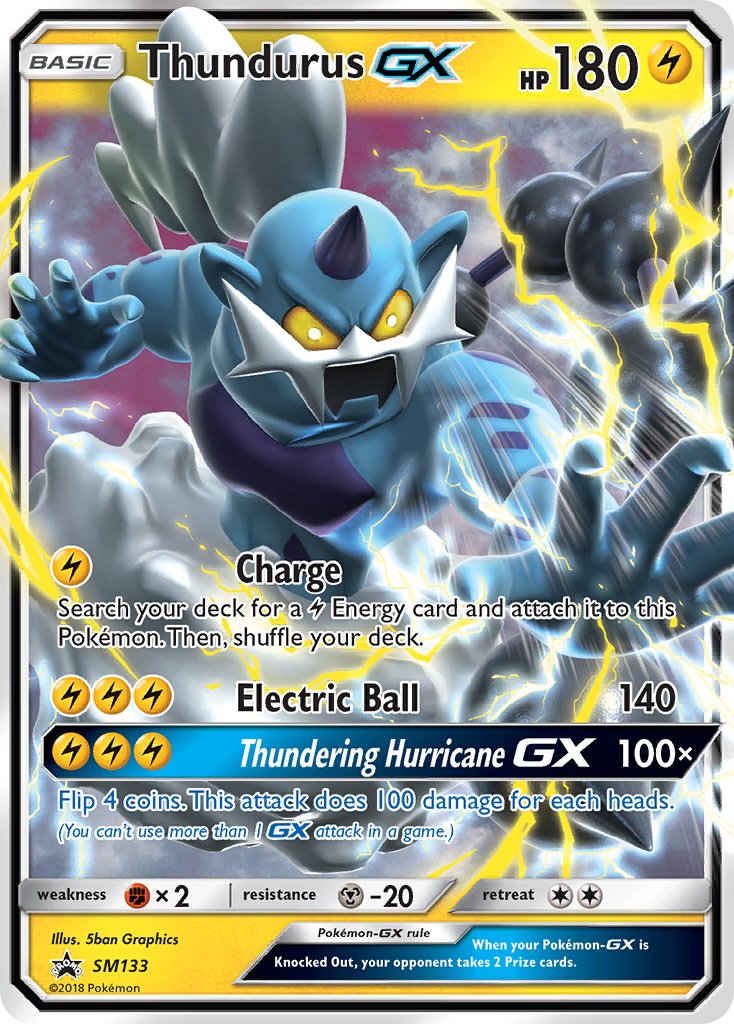 BASIC Thundurus GX HP 180
Charge
Search your deck for a Energy card and attach it to this
Pokémon. Then, shuffle your deck.
Electric Ball 140
Thundering Hurricane GX 100×
Flip 4 coins. This attack does 100 damage for each heads.
(You can't use more than 1 GX attack in a game.)
weakness × 2 resistance -20 retreat
Illus. 5ban Graphics
PROMO SM133
©2018 Pokémon
Pokémon-GX rule
When your Pokémon-GX is
Knocked Out, your opponent takes 2 Prize cards.